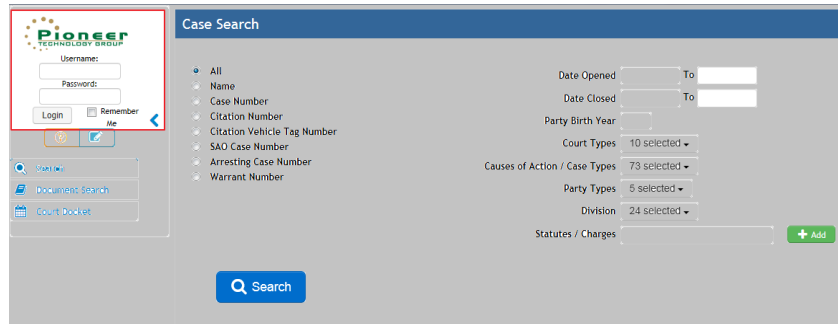 Pioneer
TECHNOLOGY GROUP
Username:
Password:
Login
Remember
Me
Document Search
Court Docket
Case Search
All
Name
Case Number
Citation Number
Citation Vehicle Tag Number
SAO Case Number
Arresting Case Number
Warrant Number
Search
Date Opened To
Date Closed To
Party Birth Year
Court Types 10 selected
Causes of Action / Case Types 73 selected
Party Types 5 selected
Division 24 selected
Statutes / Charges + Add